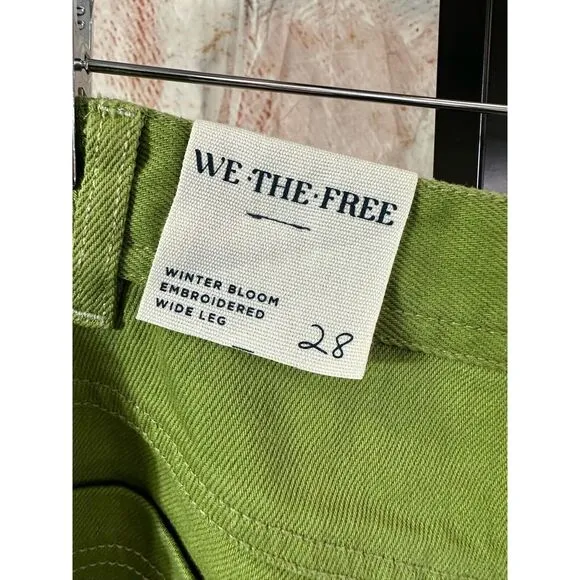 WE·THE·FREE
WINTER BLOOM
EMBROIDERED
WIDE LEG
28